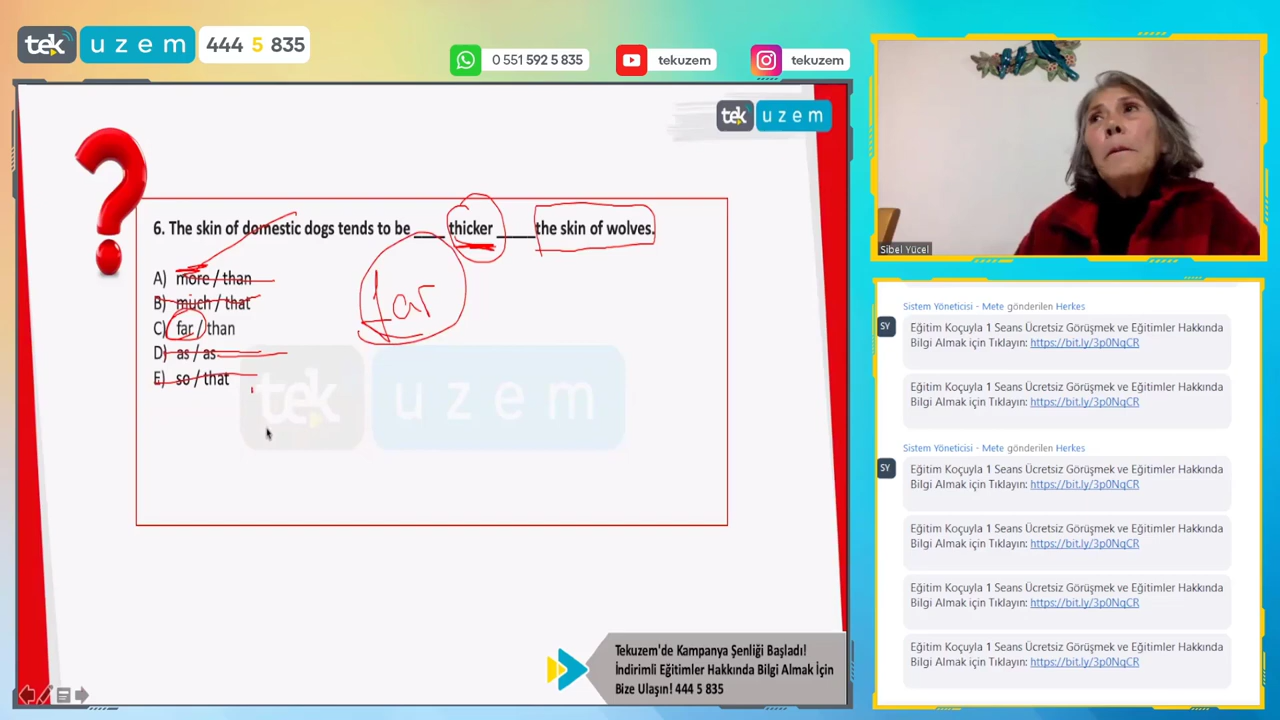 tek uzem 444 5 835
0 551 592 5 835
tekuzem
tekuzem
tek uzem
6. The skin of domestic dogs tends to be ____ thicker _____the skin of wolves.
A) more / than
B) much / that
C) far / than
D) as / as
E) so / that
far
tek uzem
Tekuzem'de Kampanya Şenliği Başladı!
İndirimli Eğitimler Hakkında Bilgi Almak İçin
Bize Ulaşın! 444 5 835
Sibel Yücel
Sistem Yöneticisi - Mete gönderilen Herkes
SY
Eğitim Koçuyla 1 Seans Ücretsiz Görüşmek ve Eğitimler Hakkında
Bilgi Almak için Tıklayın: https://bit.ly/3p0NqCR
Eğitim Koçuyla 1 Seans Ücretsiz Görüşmek ve Eğitimler Hakkında
Bilgi Almak için Tıklayın: https://bit.ly/3p0NqCR
Sistem Yöneticisi - Mete gönderilen Herkes
SY
Eğitim Koçuyla 1 Seans Ücretsiz Görüşmek ve Eğitimler Hakkında
Bilgi Almak için Tıklayın: https://bit.ly/3p0NqCR
Eğitim Koçuyla 1 Seans Ücretsiz Görüşmek ve Eğitimler Hakkında
Bilgi Almak için Tıklayın: https://bit.ly/3p0NqCR
Eğitim Koçuyla 1 Seans Ücretsiz Görüşmek ve Eğitimler Hakkında
Bilgi Almak için Tıklayın: https://bit.ly/3p0NqCR
Eğitim Koçuyla 1 Seans Ücretsiz Görüşmek ve Eğitimler Hakkında
Bilgi Almak için Tıklayın: https://bit.ly/3p0NqCR